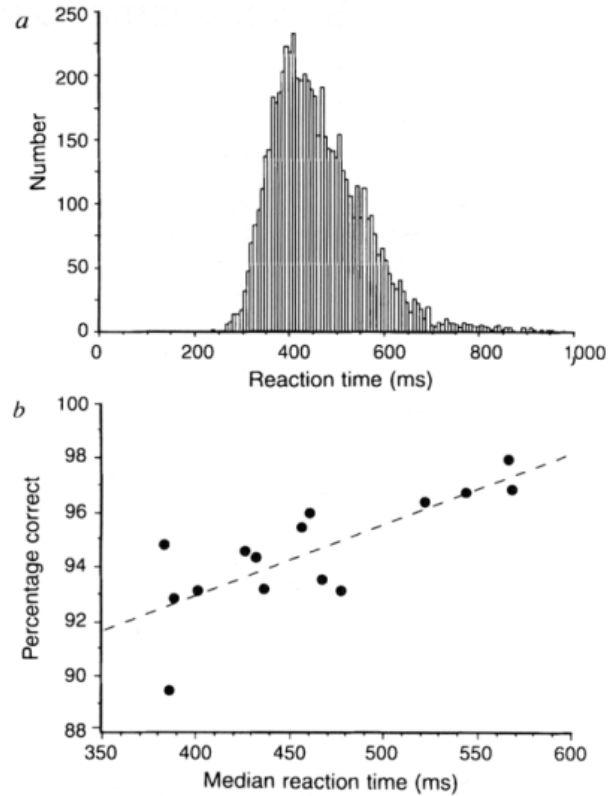 a
250
200
150
100
50
0
Number
0 200 400 600 800 1,000
Reaction time (ms)
b
100
98
96
94
92
90
88
Percentage correct
350 400 450 500 550 600
Median reaction time (ms)